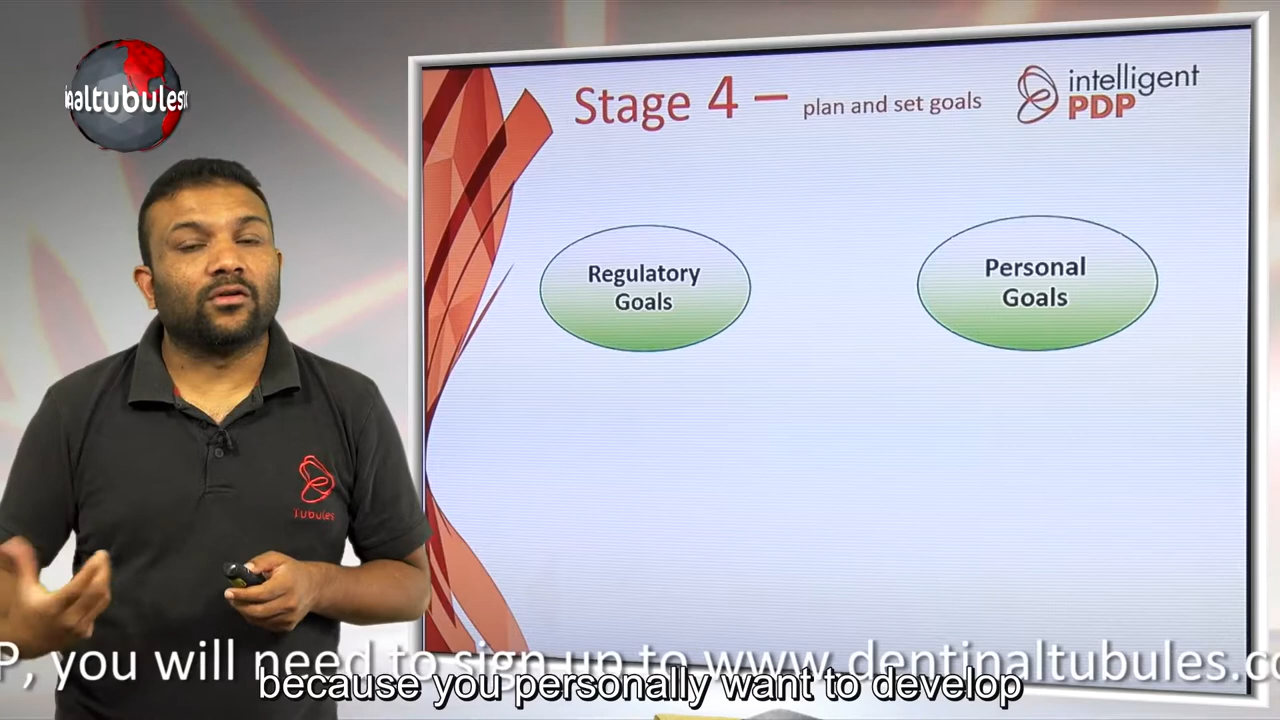 naltubules
Stage 4 – plan and set goals
intelligent
PDP
Regulatory
Goals
Personal
Goals
Tubules
P, you will need to sign up to www.dentinaltubules.co
because you personally want to develop